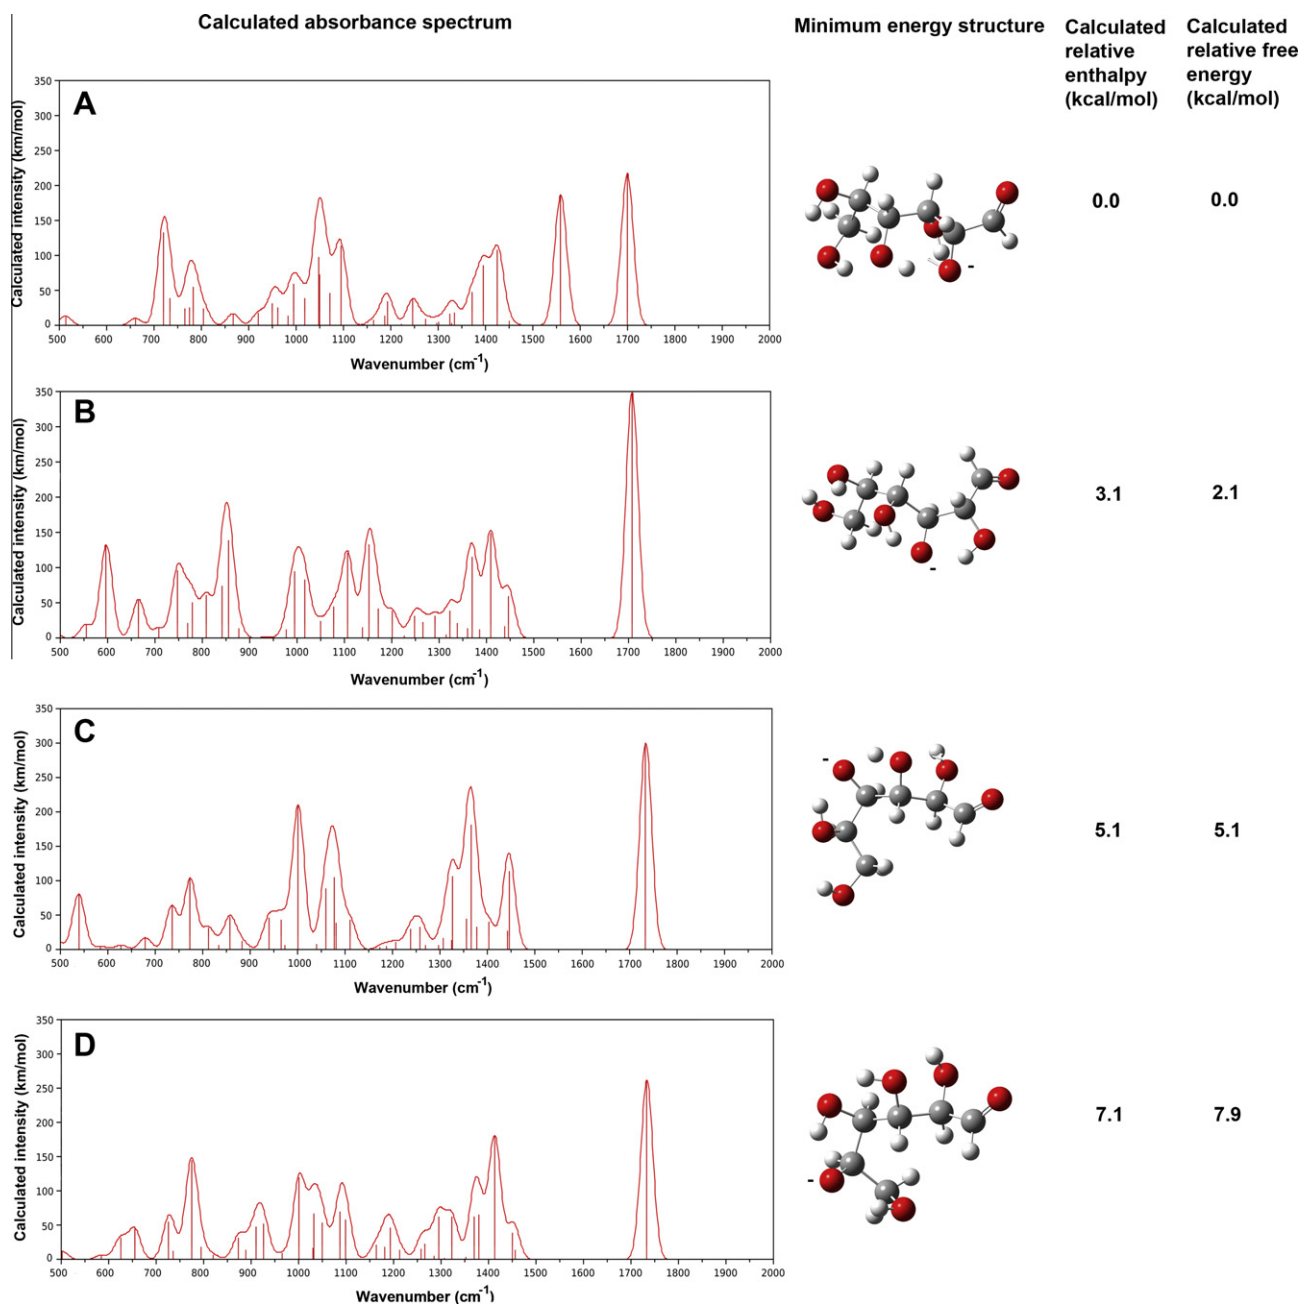 Calculated absorbance spectrum
Minimum energy structure
Calculated
relative
enthalpy
(kcal/mol)
Calculated
relative free
energy
(kcal/mol)
A
Calculated intensity (km/mol)
350
300
250
200
150
100
50
0
500 600 700 800 900 1000 1100 1200 1300 1400 1500 1600 1700 1800 1900 2000
Wavenumber (cm-1)
-
0.0 0.0
B
Calculated intensity (km/mol)
350
300
250
200
150
100
50
0
500 600 700 800 900 1000 1100 1200 1300 1400 1500 1600 1700 1800 1900 2000
Wavenumber (cm-1)
-
3.1 2.1
C
Calculated intensity (km/mol)
350
300
250
200
150
100
50
0
500 600 700 800 900 1000 1100 1200 1300 1400 1500 1600 1700 1800 1900 2000
Wavenumber (cm-1)
-
5.1 5.1
D
Calculated intensity (km/mol)
350
300
250
200
150
100
50
0
500 600 700 800 900 1000 1100 1200 1300 1400 1500 1600 1700 1800 1900 2000
Wavenumber (cm-1)
-
7.1 7.9